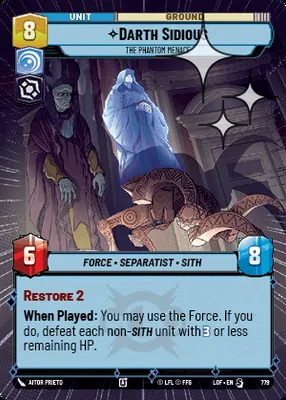 UNIT GROUND
8
✧DARTH SIDIOUS
THE PHANTOM MENACE
6 8
FORCE • SEPARATIST • SITH
RESTORE 2
When Played: You may use the Force. If you
do, defeat each non-SITH unit with 3 or less
remaining HP.
AITOR PRIETO © LFL © FFG LOF • EN 779